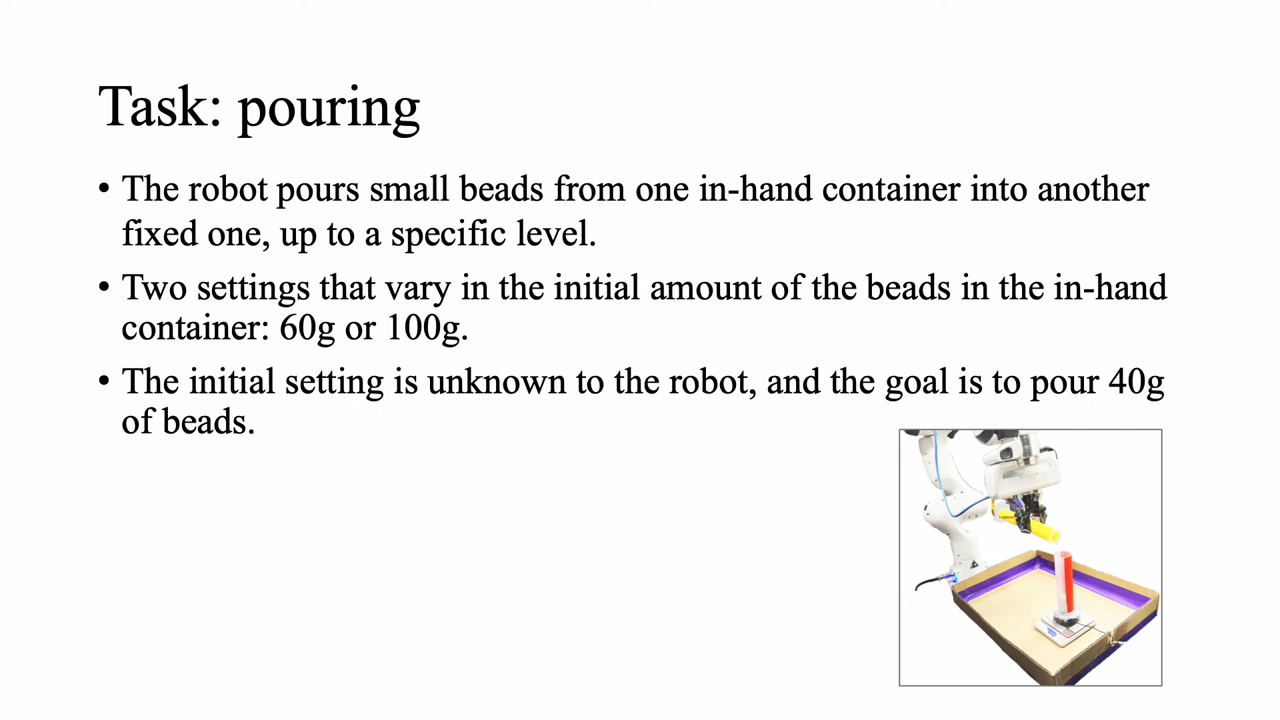 Task: pouring
• The robot pours small beads from one in-hand container into another
fixed one, up to a specific level.
• Two settings that vary in the initial amount of the beads in the in-hand
container: 60g or 100g.
• The initial setting is unknown to the robot, and the goal is to pour 40g
of beads.